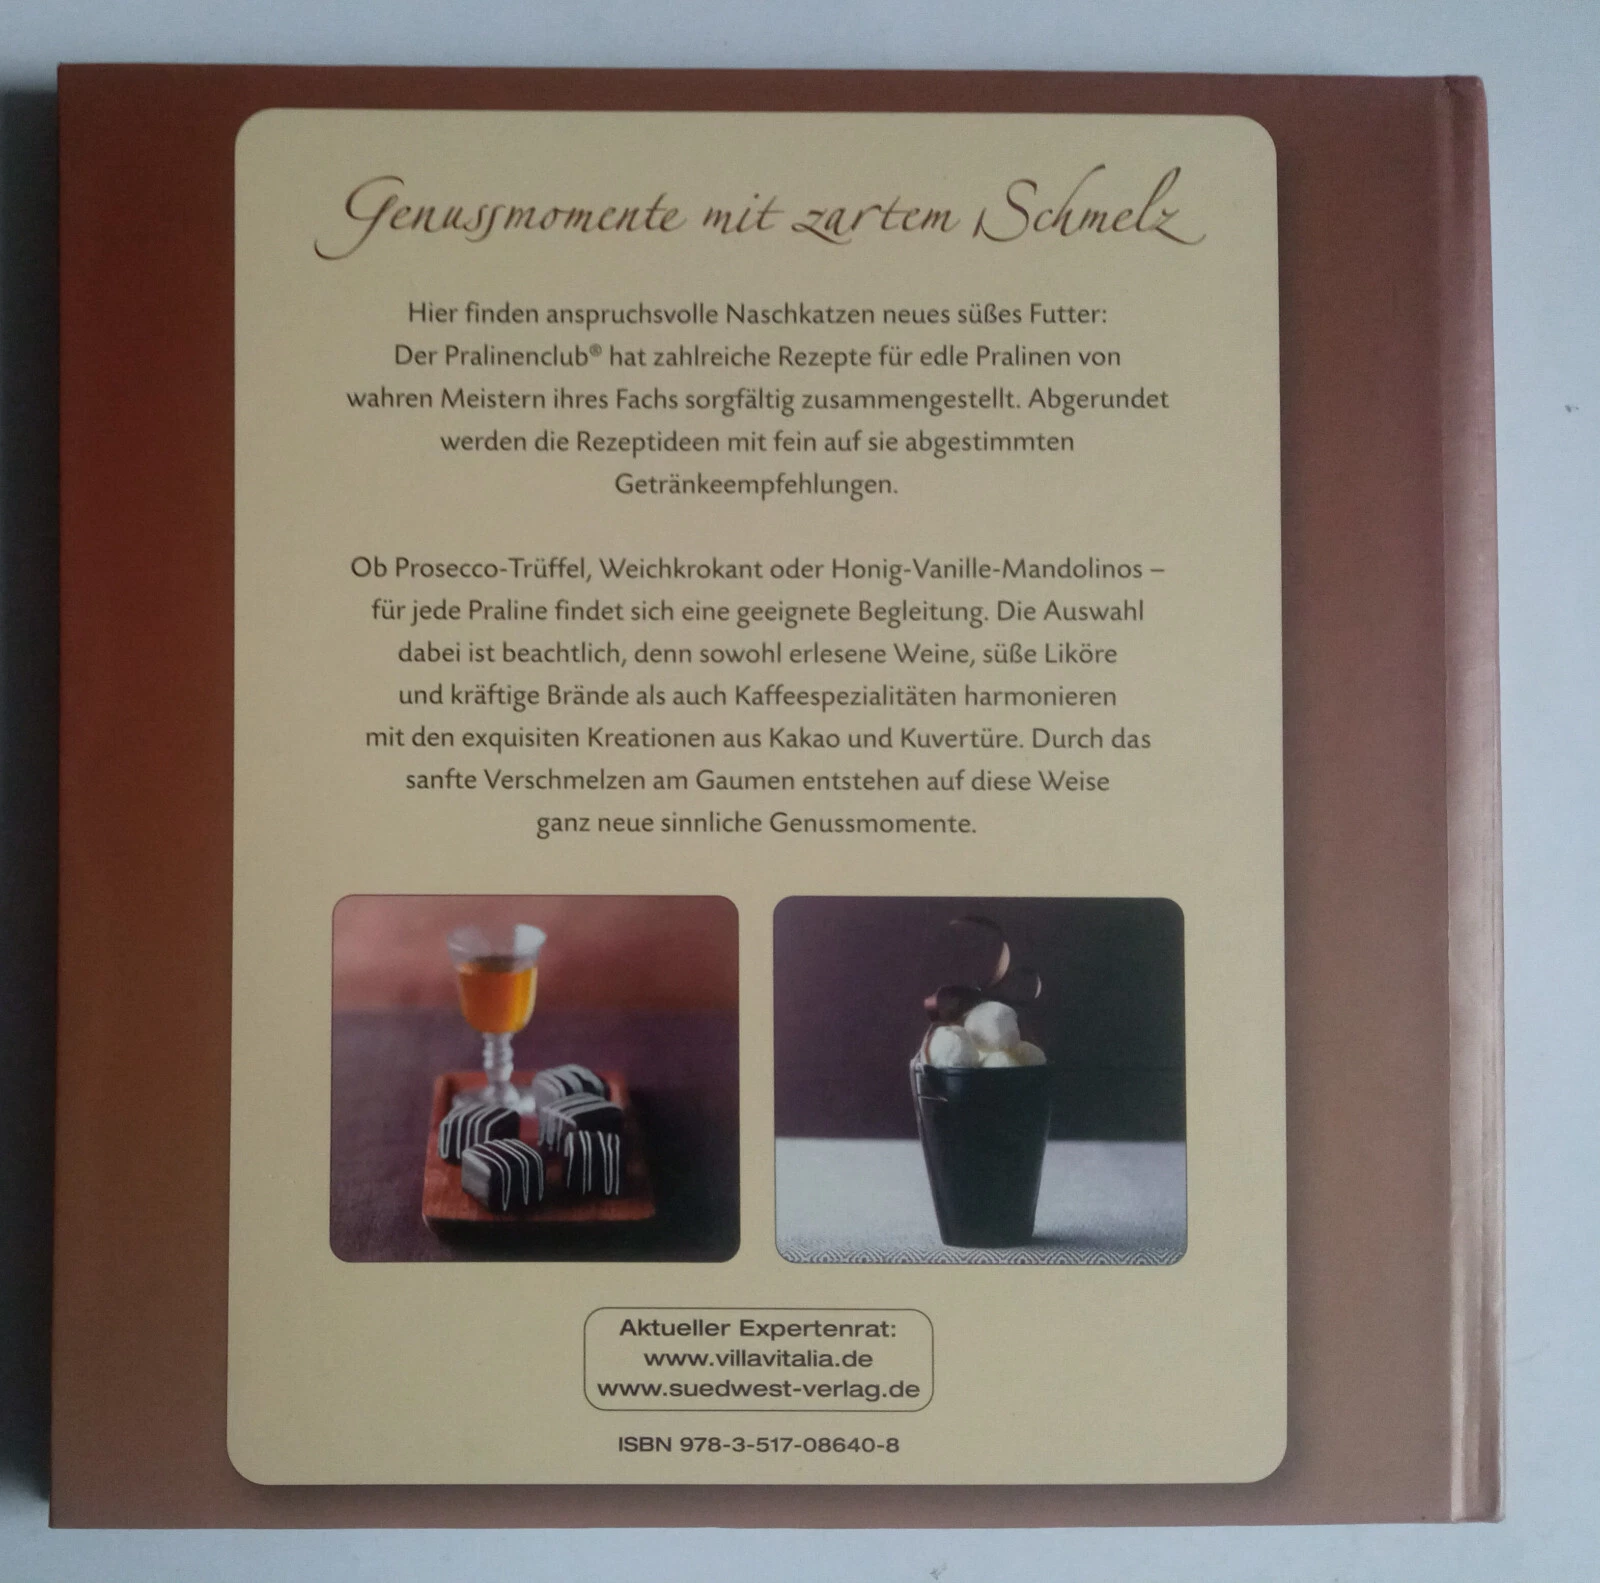 Genussmomente mit zartem Schmelz
Hier finden anspruchsvolle Naschkatzen neues süßes Futter:
Der Pralinenclub® hat zahlreiche Rezepte für edle Pralinen von
wahren Meistern ihres Fachs sorgfältig zusammengestellt. Abgerundet
werden die Rezeptideen mit fein auf sie abgestimmten
Getränkeempfehlungen.
Ob Prosecco-Trüffel, Weichkrokant oder Honig-Vanille-Mandolinos –
für jede Praline findet sich eine geeignete Begleitung. Die Auswahl
dabei ist beachtlich, denn sowohl erlesene Weine, süße Liköre
und kräftige Brände als auch Kaffeespezialitäten harmonieren
mit den exquisiten Kreationen aus Kakao und Kuvertüre. Durch das
sanfte Verschmelzen am Gaumen entstehen auf diese Weise
ganz neue sinnliche Genussmomente.
Aktueller Expertenrat:
www.villavitalia.de
www.suedwest-verlag.de
ISBN 978-3-517-08640-8